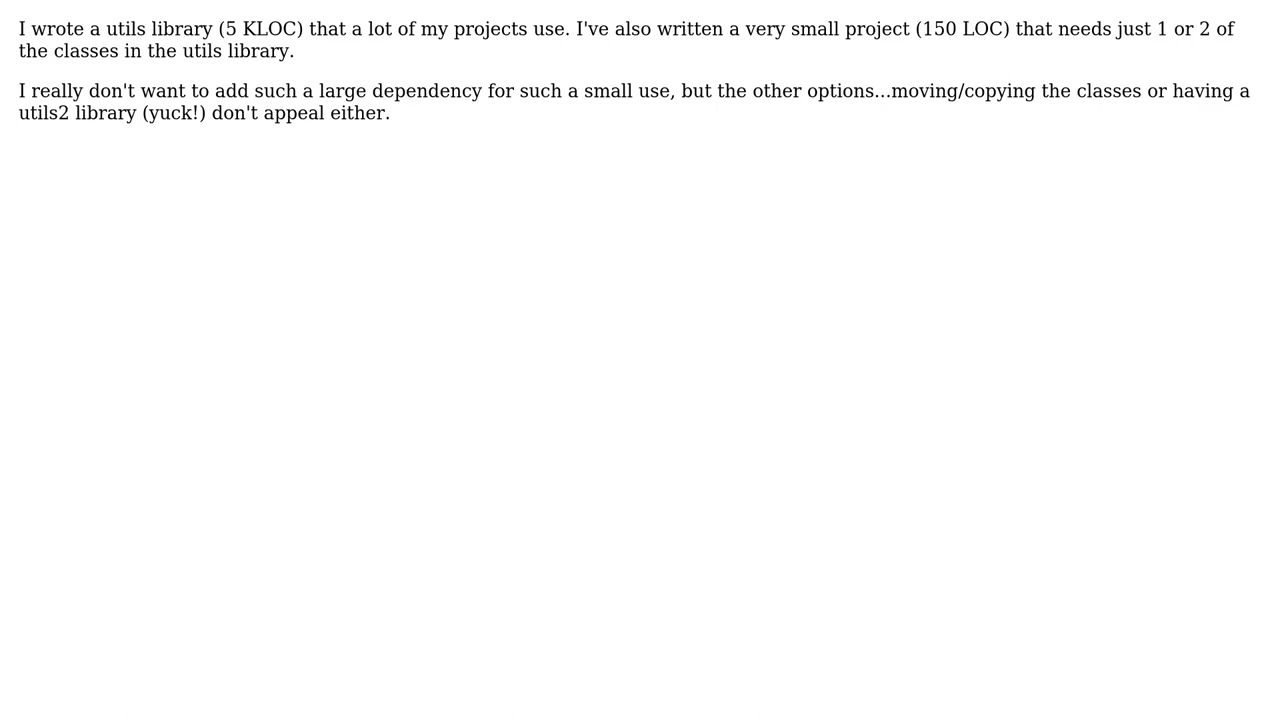 I wrote a utils library (5 KLOC) that a lot of my projects use. I've also written a very small project (150 LOC) that needs just 1 or 2 of
the classes in the utils library.
I really don't want to add such a large dependency for such a small use, but the other options...moving/copying the classes or having a
utils2 library (yuck!) don't appeal either.